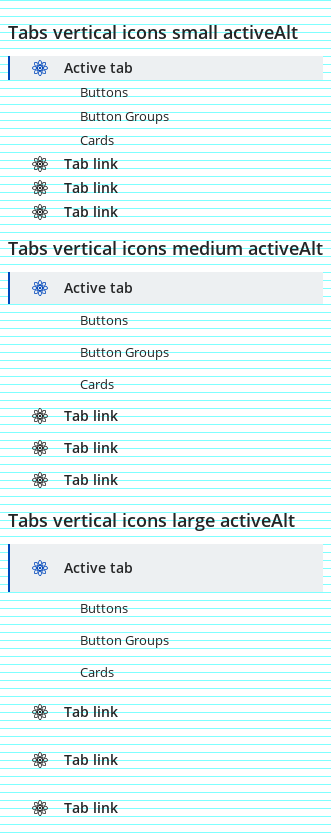 Tabs vertical icons small activeAlt
Active tab
Buttons
Button Groups
Cards
Tab link
Tab link
Tab link
Tabs vertical icons medium activeAlt
Active tab
Buttons
Button Groups
Cards
Tab link
Tab link
Tab link
Tabs vertical icons large activeAlt
Active tab
Buttons
Button Groups
Cards
Tab link
Tab link
Tab link